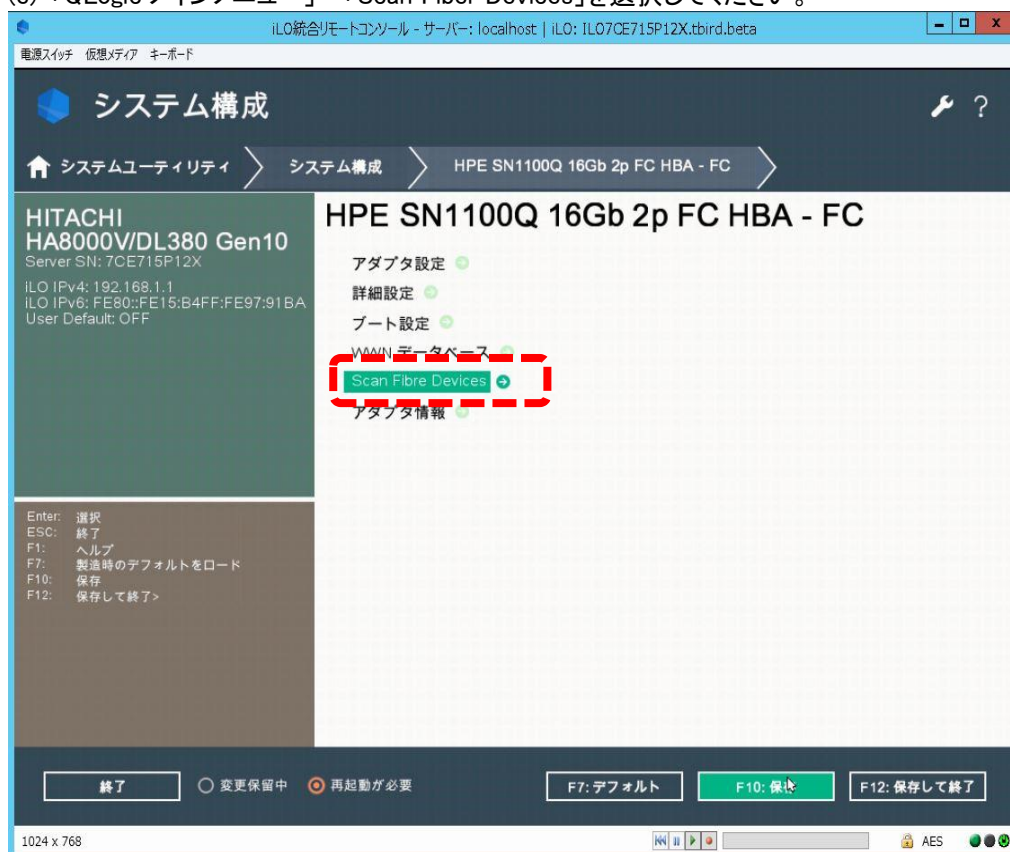 iLO統合リモートコンソール - サーバー: localhost | iLO: ILO7CE715P12X.tbird.beta
電源スイッチ 仮想メディア キーボード
システム構成
?
システムユーティリティ システム構成 HPE SN1100Q 16Gb 2p FC HBA - FC
HITACHI
HA8000V/DL380 Gen10
Server SN: 7CE715P12X
iLO IPv4: 192.168.1.1
iLO IPv6: FE80::FE15:B4FF:FE97:91BA
User Default: OFF
Enter: 選択
ESC: 終了
F1: ヘルプ
F7: 製造時のデフォルトをロード
F10: 保存
F12: 保存して終了>
HPE SN1100Q 16Gb 2p FC HBA - FC
アダプタ設定
詳細設定
ブート設定
WWN データベース
Scan Fibre Devices
アダプタ情報
終了 変更保留中 再起動が必要 F7: デフォルト F10: 保存 F12: 保存して終了
1024 x 768 AES